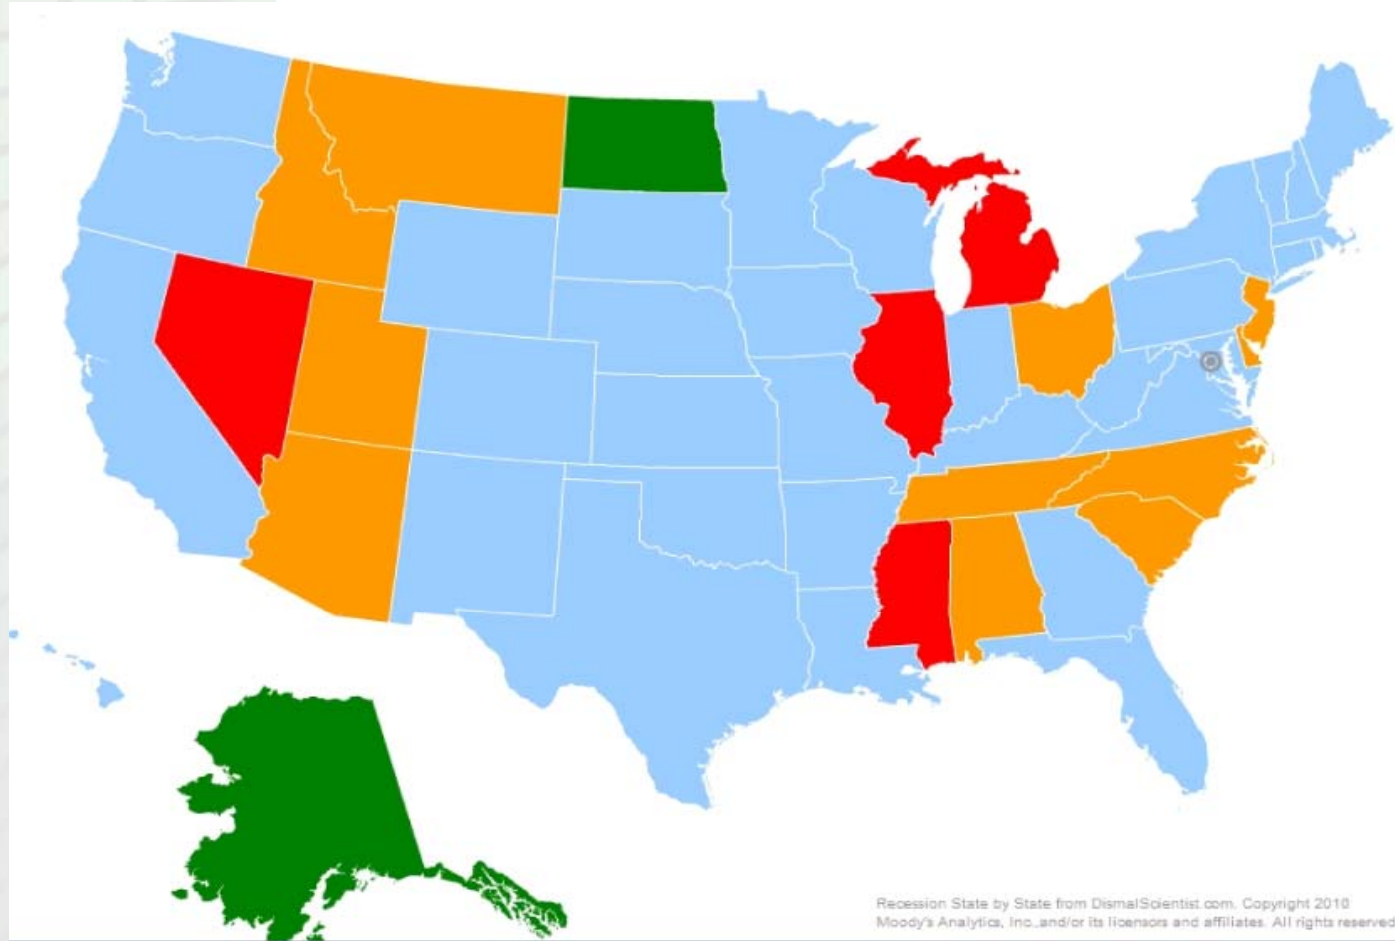 Recession State by State from DismalScientist.com. Copyright 2010
Moody's Analytics, Inc.,and/or its licensors and affiliates. All rights reserved